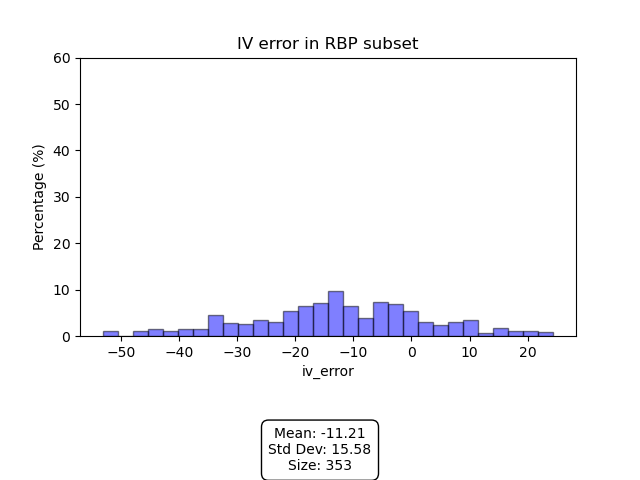 IV error in RBP subset
60
50
40
30
20
10
0
Percentage (%)
−50 −40 −30 −20 −10 0 10 20
iv_error
Mean: -11.21
Std Dev: 15.58
Size: 353